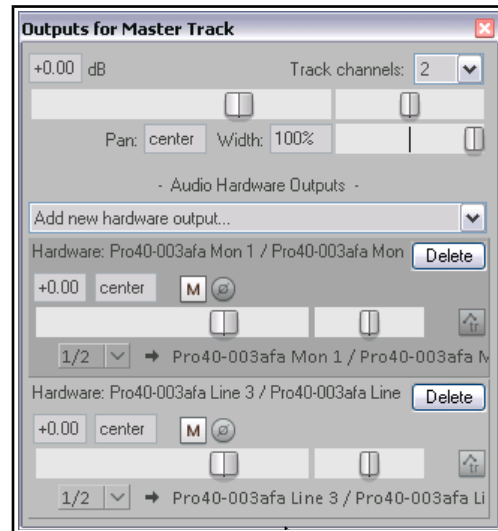 Outputs for Master Track
+0.00 dB Track channels: 2
Pan: center Width: 100%
- Audio Hardware Outputs -
Add new hardware output...
Hardware: Pro40-003afa Mon 1 / Pro40-003afa Mon Delete
+0.00 center M ø
tr
1/2 → Pro40-003afa Mon 1 / Pro40-003afa M
Hardware: Pro40-003afa Line 3 / Pro40-003afa Line Delete
+0.00 center M ø
tr
1/2 → Pro40-003afa Line 3 / Pro40-003afa Li